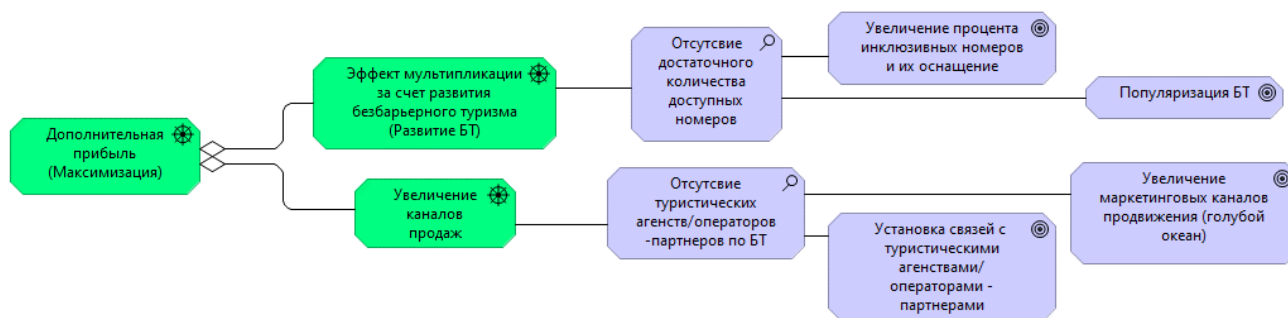 Дополнительная
прибыль
(Максимизация)
Эффект мультипликации
за счет развития
безбарьерного туризма
(Развитие БТ)
Увеличение
каналов
продаж
Отсутсвие
достаточного
количества
доступных
номеров
Отсутсвие
туристических
агенств/операторов
-партнеров по БТ
Увеличение процента
инклюзивных номеров
и их оснащение
Популяризация БТ
Увеличение
маркетинговых каналов
продвижения (голубой
океан)
Установка связей с
туристическими
агенствами/
операторами -
партнерами